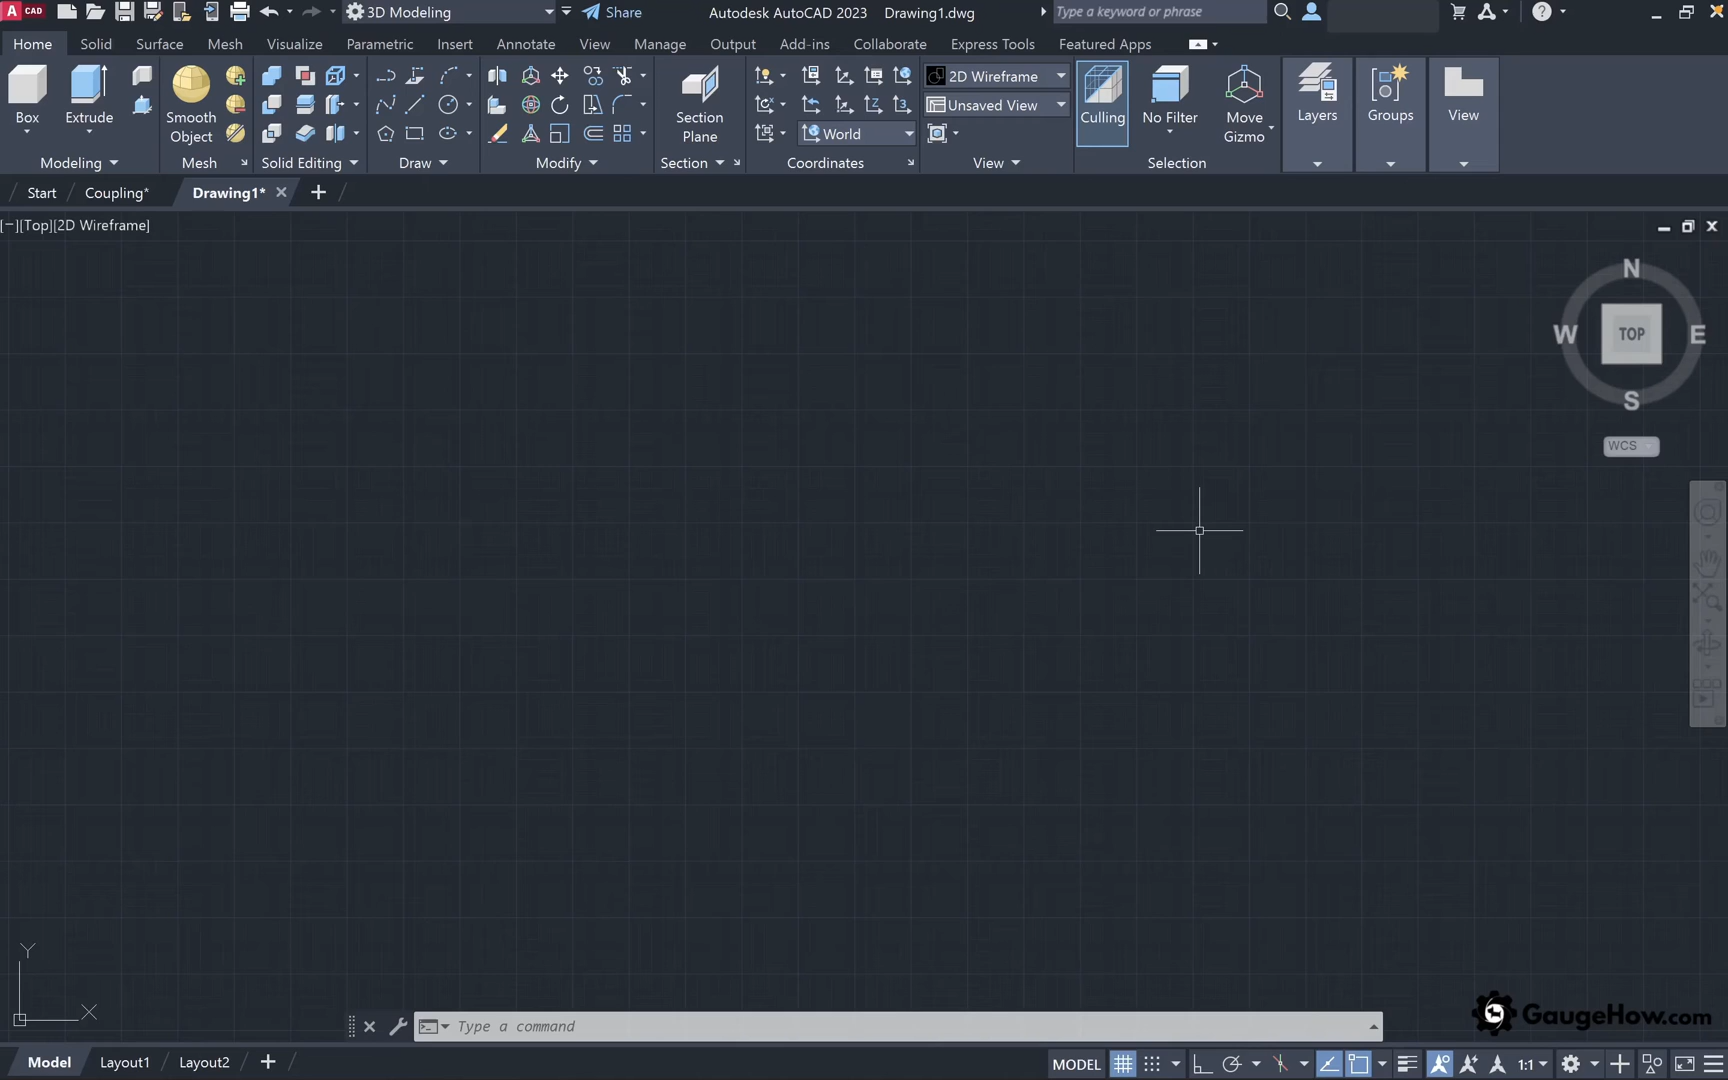 A CAD
3D Modeling
Share
Autodesk AutoCAD 2023 Drawing1.dwg
Type a keyword or phrase
Home Solid Surface Mesh Visualize Parametric Insert Annotate View Manage Output Add-ins Collaborate Express Tools Featured Apps
Box
Extrude
Smooth Object
Section Plane
World
2D Wireframe
Unsaved View
Culling
No Filter
Move Gizmo
Layers
Groups
View
Modeling
Mesh
Solid Editing
Draw
Modify
Section
Coordinates
View
Selection
Start
Coupling*
Drawing1*
[−][Top][2D Wireframe]
N
W TOP E
S
WCS
Y
X
Type a command
GaugeHow.com
Model Layout1 Layout2
MODEL
1:1